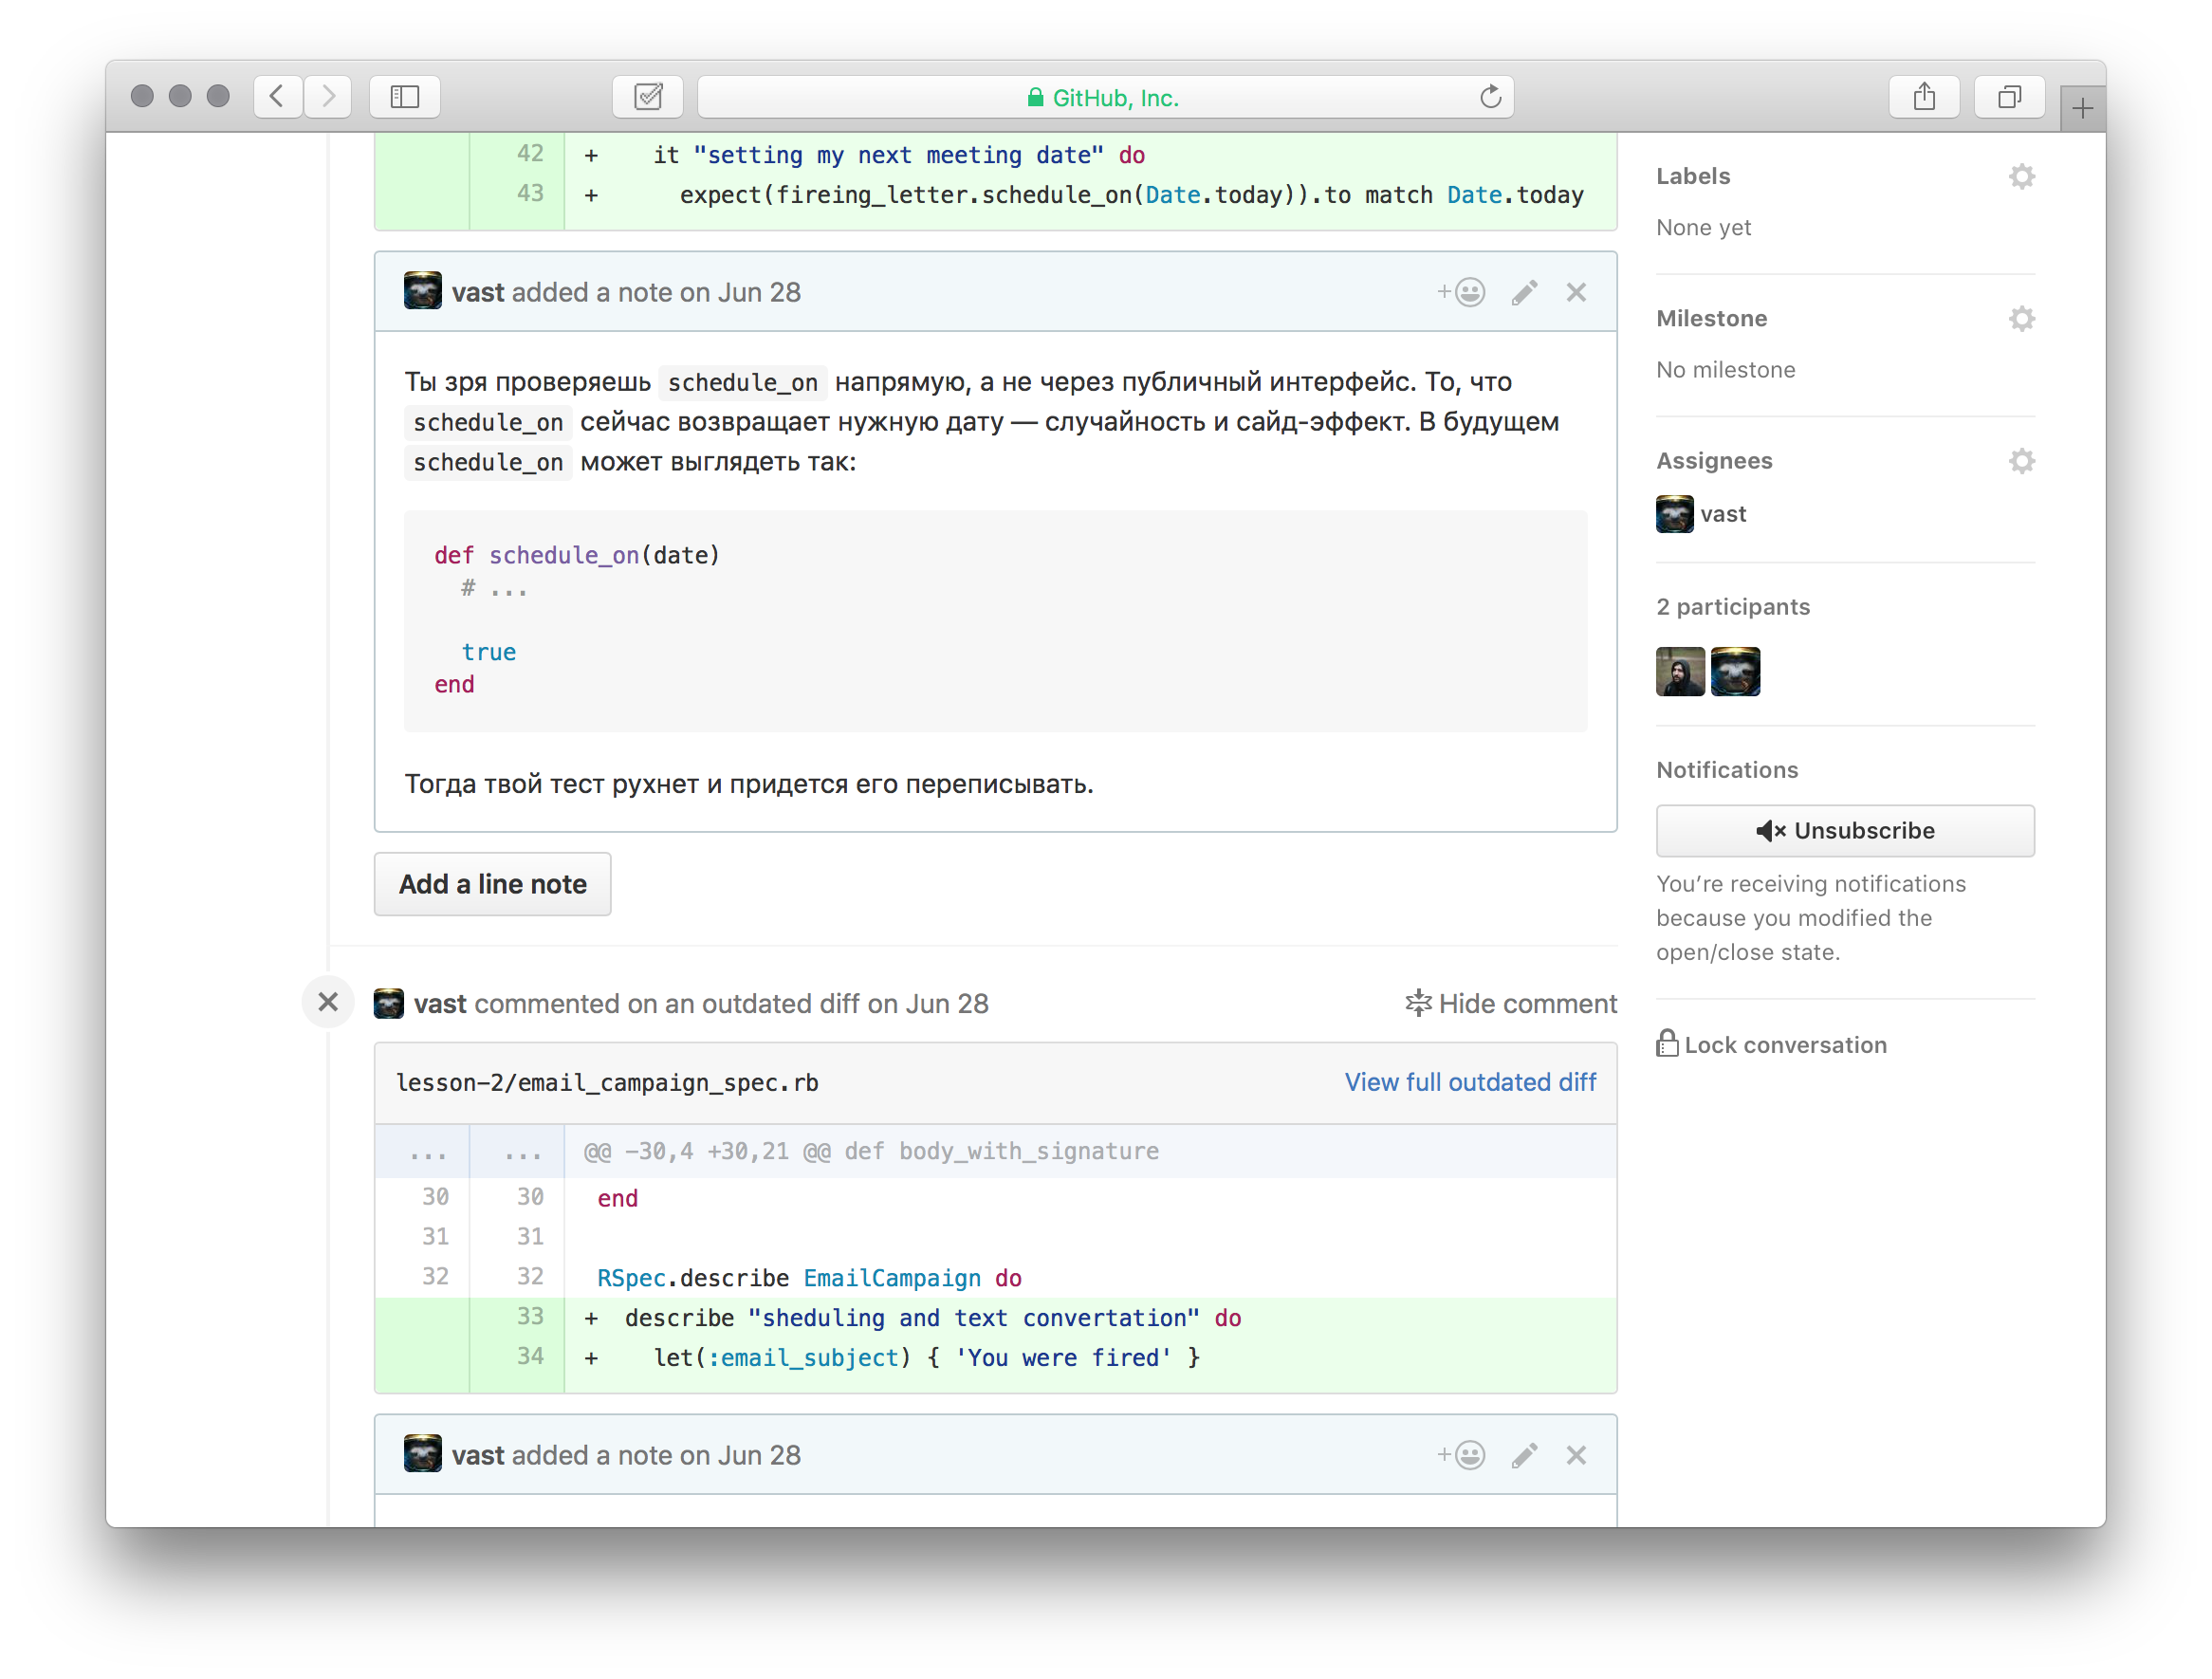 GitHub, Inc.
42 + it "setting my next meeting date" do
43 + expect(fireing_letter.schedule_on(Date.today)).to match Date.today
vast added a note on Jun 28
Ты зря проверяешь schedule_on напрямую, а не через публичный интерфейс. То, что
schedule_on сейчас возвращает нужную дату — случайность и сайд-эффект. В будущем
schedule_on может выглядеть так:
def schedule_on(date)
# ...
true
end
Тогда твой тест рухнет и придется его переписывать.
Add a line note
vast commented on an outdated diff on Jun 28
Hide comment
lesson-2/email_campaign_spec.rb
View full outdated diff
... ... @@ -30,4 +30,21 @@ def body_with_signature
30 30 end
31 31
32 32 RSpec.describe EmailCampaign do
33 + describe "sheduling and text convertation" do
34 + let(:email_subject) { 'You were fired' }
vast added a note on Jun 28
Labels
None yet
Milestone
No milestone
Assignees
vast
2 participants
Notifications
Unsubscribe
You’re receiving notifications
because you modified the
open/close state.
Lock conversation